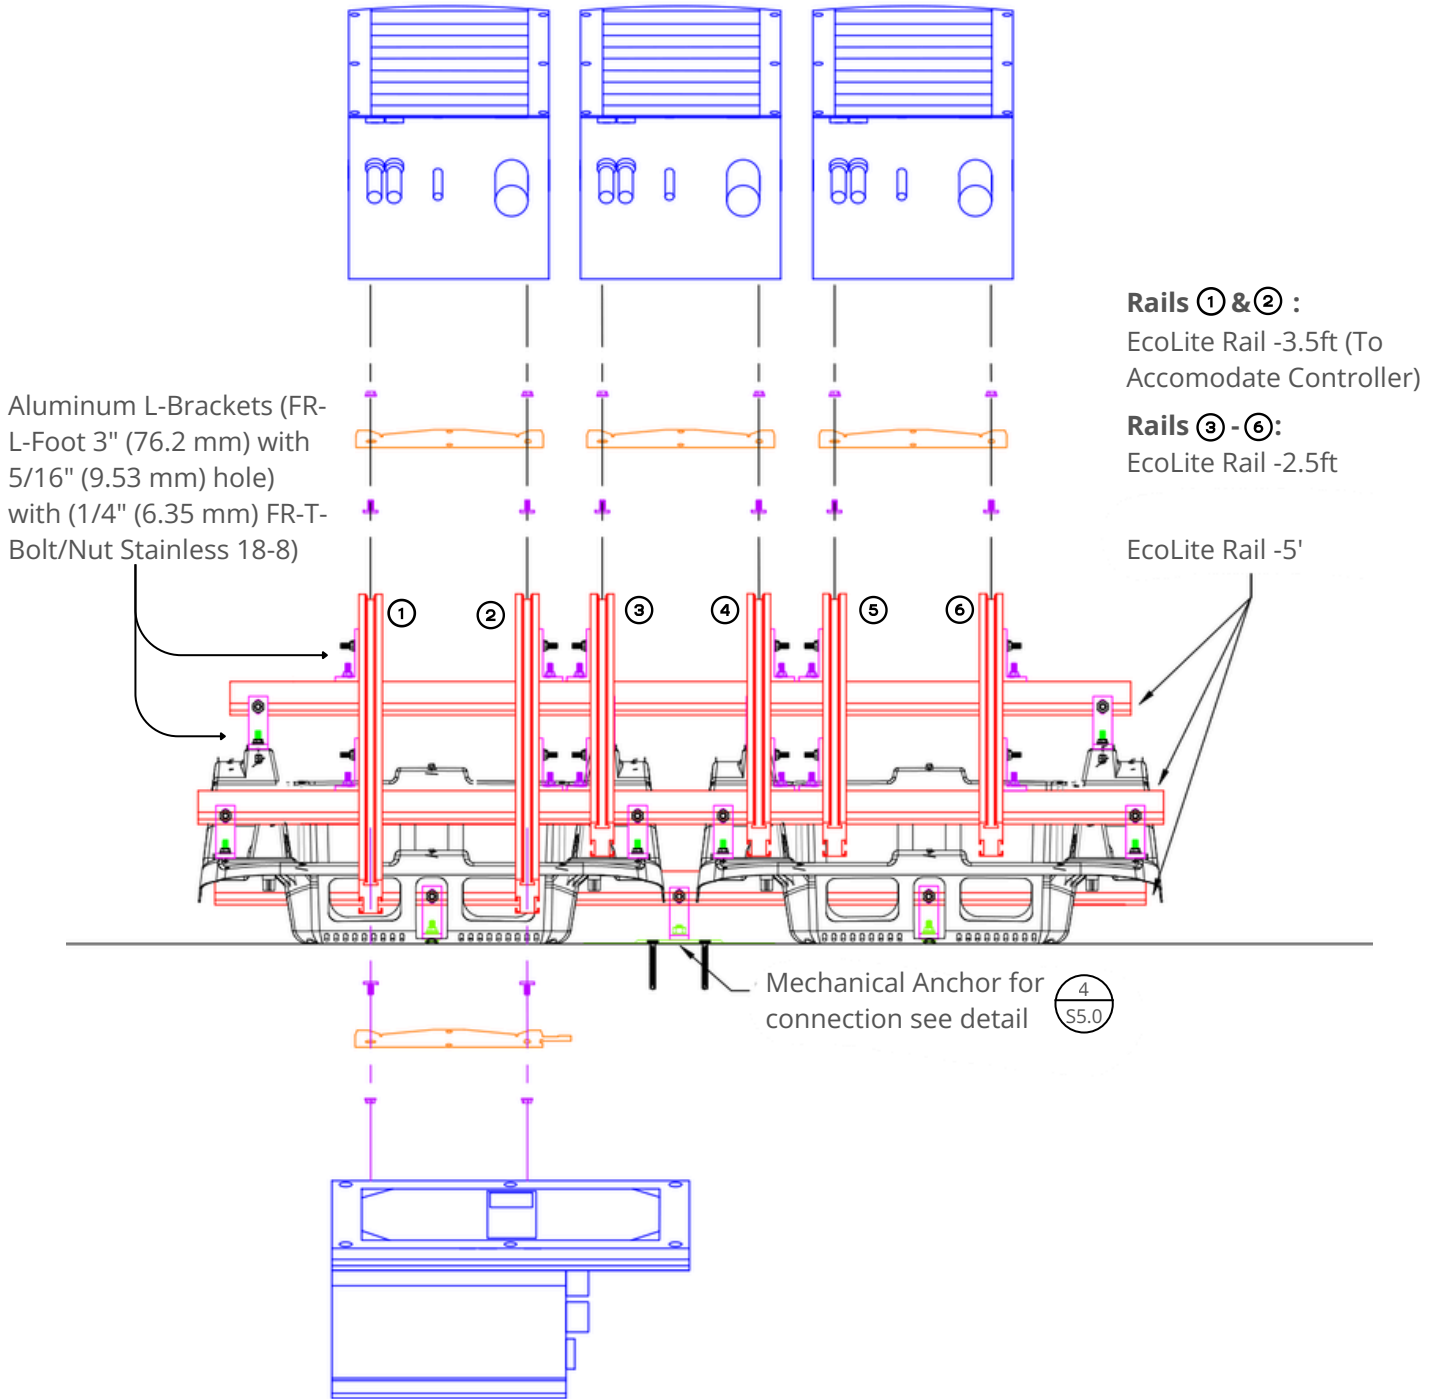 Rails ① & ② :
EcoLite Rail -3.5ft (To
Accomodate Controller)
Rails ③ - ⑥:
EcoLite Rail -2.5ft
EcoLite Rail -5'
Aluminum L-Brackets (FR-
L-Foot 3" (76.2 mm) with
5/16" (9.53 mm) hole)
with (1/4" (6.35 mm) FR-T-
Bolt/Nut Stainless 18-8)
① ② ③ ④ ⑤ ⑥
Mechanical Anchor for
connection see detail
4
S5.0